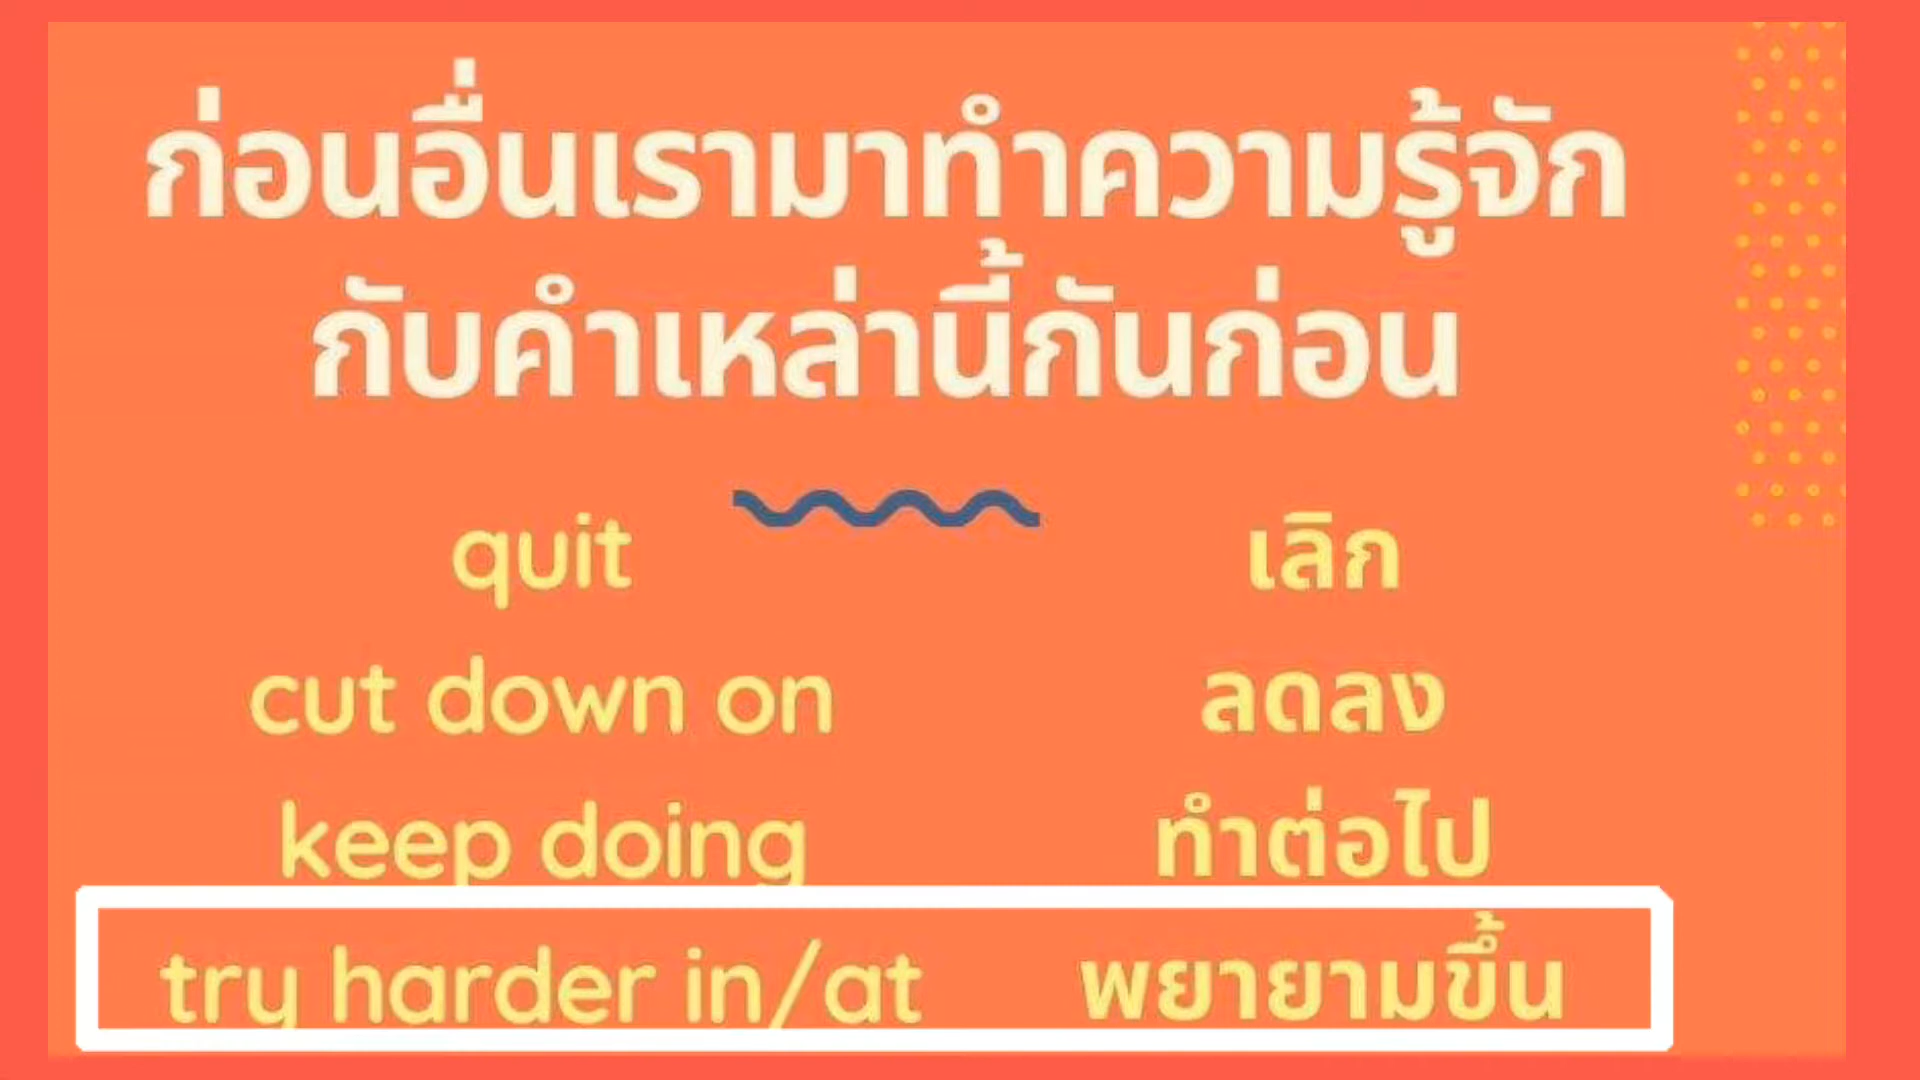 ก่อนอื่นเรามาทำความรู้จัก
กับคำเหล่านี้กันก่อน
quit เลิก
cut down on ลดลง
keep doing ทำต่อไป
try harder in/at พยายามขึ้น